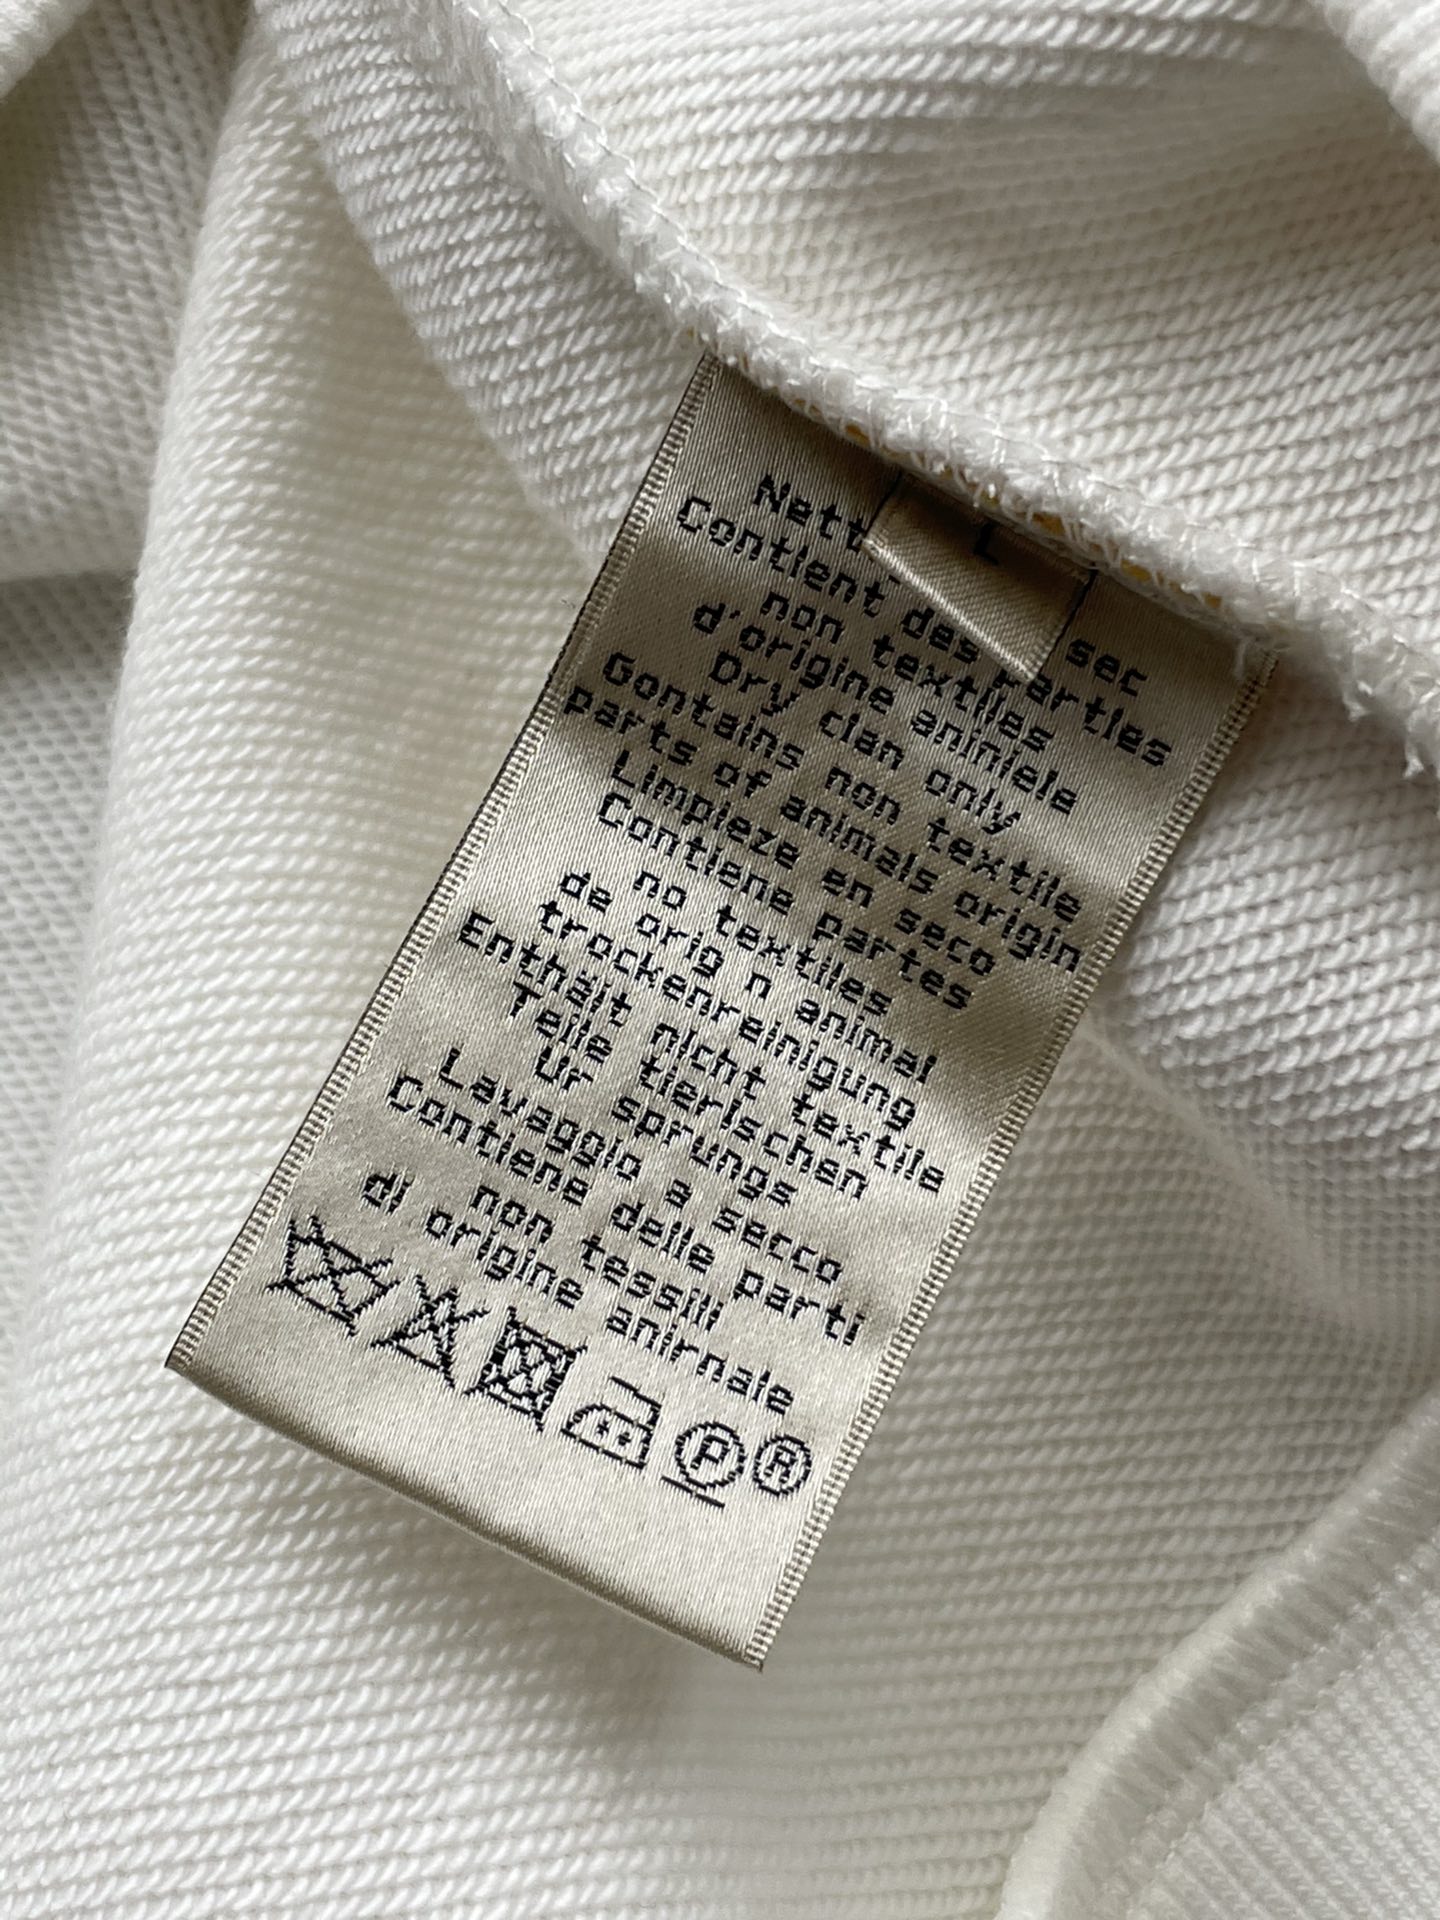 L
Nett sec
Contient des Parties
non textiles
d'origine aniniele
Dry clan only
Gontains non textile
parts of animals origin
Limpieze en seco
Contiene partes
no textiles
de orig n animal
trockenreinigung
Enthält nicht textile
Teile tierischen
Ur sprungs
Lavaggio a secco
Contiene delle parti
non tessili
di origine anirnale
P R